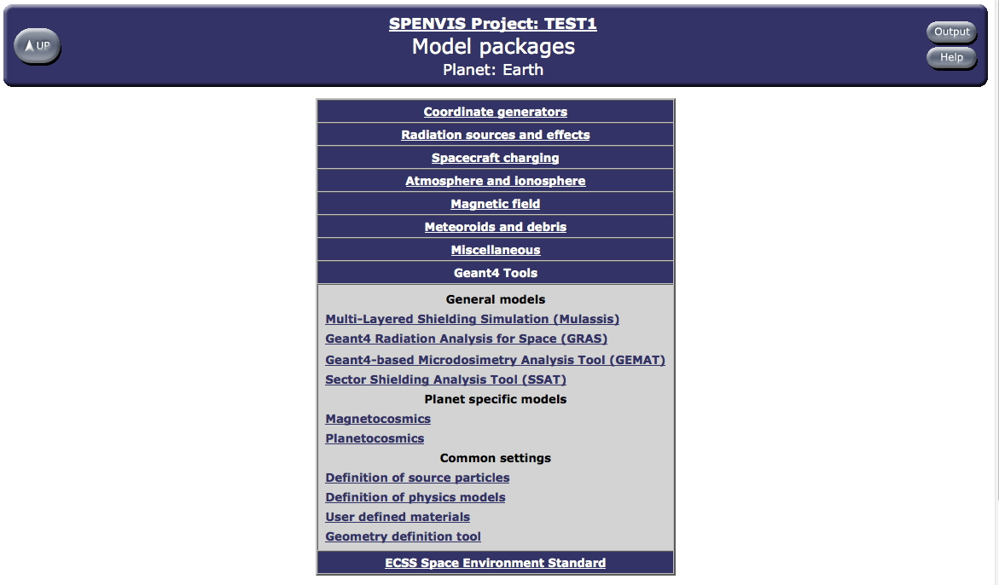 SPENVIS Project: TEST1
UP
Model packages
Planet: Earth
Output
Help
Coordinate generators
Radiation sources and effects
Spacecraft charging
Atmosphere and ionosphere
Magnetic field
Meteoroids and debris
Miscellaneous
Geant4 Tools
General models
Multi-Layered Shielding Simulation (Mulassis)
Geant4 Radiation Analysis for Space (GRAS)
Geant4-based Microdosimetry Analysis Tool (GEMAT)
Sector Shielding Analysis Tool (SSAT)
Planet specific models
Magnetocosmics
Planetocosmics
Common settings
Definition of source particles
Definition of physics models
User defined materials
Geometry definition tool
ECSS Space Environment Standard